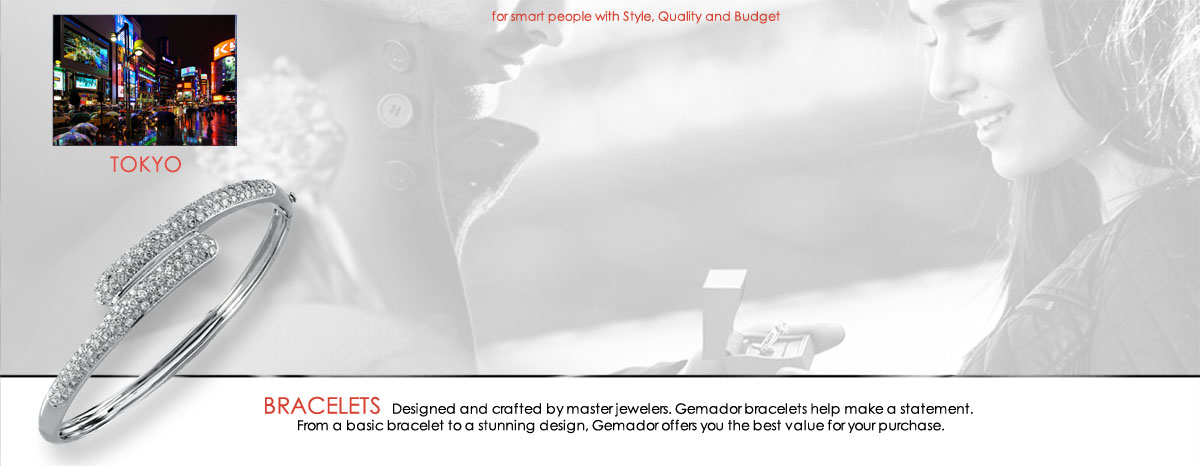 for smart people with Style, Quality and Budget
TOKYO
BRACELETS Designed and crafted by master jewelers. Gemador bracelets help make a statement.
From a basic bracelet to a stunning design, Gemador offers you the best value for your purchase.